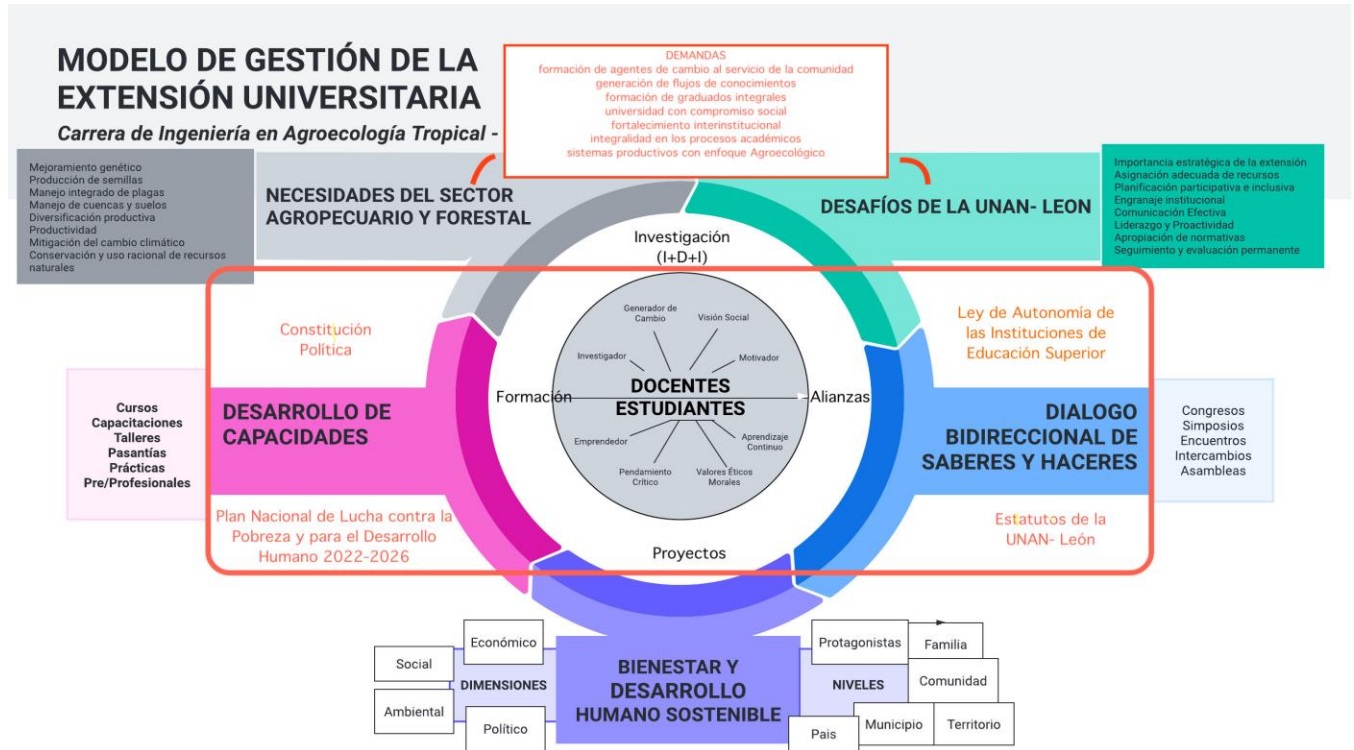 MODELO DE GESTIÓN DE LA
EXTENSIÓN UNIVERSITARIA
Carrera de Ingeniería en Agroecología Tropical -
DEMANDAS
formación de agentes de cambio al servicio de la comunidad
generación de flujos de conocimientos
formación de graduados integrales
universidad con compromiso social
fortalecimiento interinstitucional
integralidad en los procesos académicos
sistemas productivos con enfoque Agroecológico
Mejoramiento genético
Producción de semillas
Manejo integrado de plagas
Manejo de cuencas y suelos
Diversificación productiva
Productividad
Mitigación del cambio climático
Conservación y uso racional de recursos
naturales
NECESIDADES DEL SECTOR
AGROPECUARIO Y FORESTAL
DESAFÍOS DE LA UNAN- LEON
Importancia estratégica de la extensión
Asignación adecuada de recursos
Planificación participativa e inclusiva
Engranaje institucional
Comunicación Efectiva
Liderazgo y Proactividad
Apropiación de normativas
Seguimiento y evaluación permanente
Investigación
(I+D+I)
Constitución
Política
Ley de Autonomía de
las Instituciones de
Educación Superior
Generador de
Cambio
Visión Social
Investigador
Motivador
Formación
DOCENTES
ESTUDIANTES
Alianzas
Emprendedor
Aprendizaje
Continuo
Pendamiento
Crítico
Valores Éticos
Morales
Cursos
Capacitaciones
Talleres
Pasantías
Prácticas
Pre/Profesionales
DESARROLLO DE
CAPACIDADES
DIALOGO
BIDIRECCIONAL DE
SABERES Y HACERES
Congresos
Simposios
Encuentros
Intercambios
Asambleas
Plan Nacional de Lucha contra la
Pobreza y para el Desarrollo
Humano 2022-2026
Proyectos
Estatutos de la
UNAN- León
Económico
Social
DIMENSIONES
Ambiental
Político
BIENESTAR Y
DESARROLLO
HUMANO SOSTENIBLE
Protagonistas
Familia
NIVELES
Comunidad
Pais
Municipio
Territorio